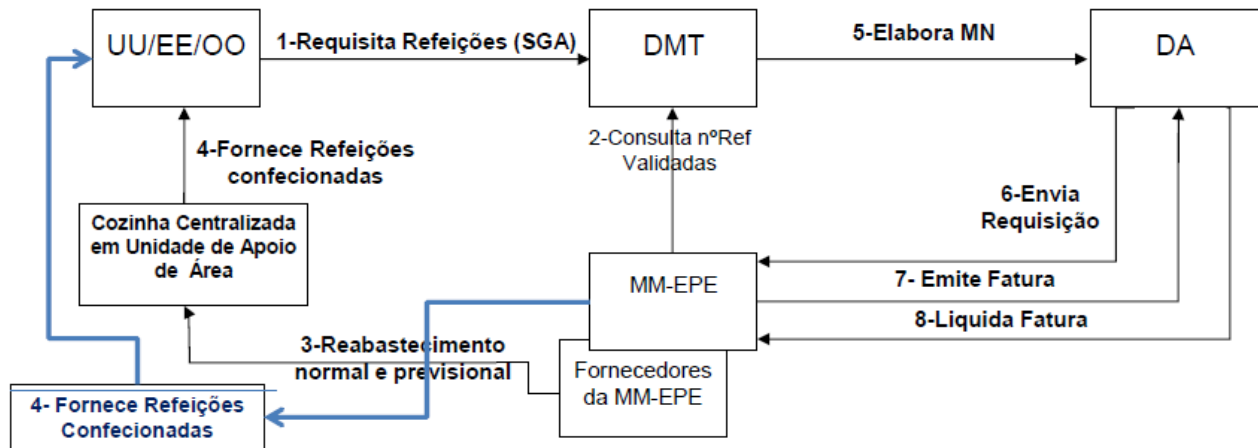 UU/EE/OO
1-Requisita Refeições (SGA)
DMT
5-Elabora MN
DA
4-Fornece Refeições
confecionadas
2-Consulta nºRef
Validadas
6-Envia
Requisição
Cozinha Centralizada
em Unidade de Apoio
de Área
MM-EPE
7- Emite Fatura
8-Liquida Fatura
3-Reabastecimento
normal e previsional
Fornecedores
da MM-EPE
4- Fornece Refeições
Confecionadas